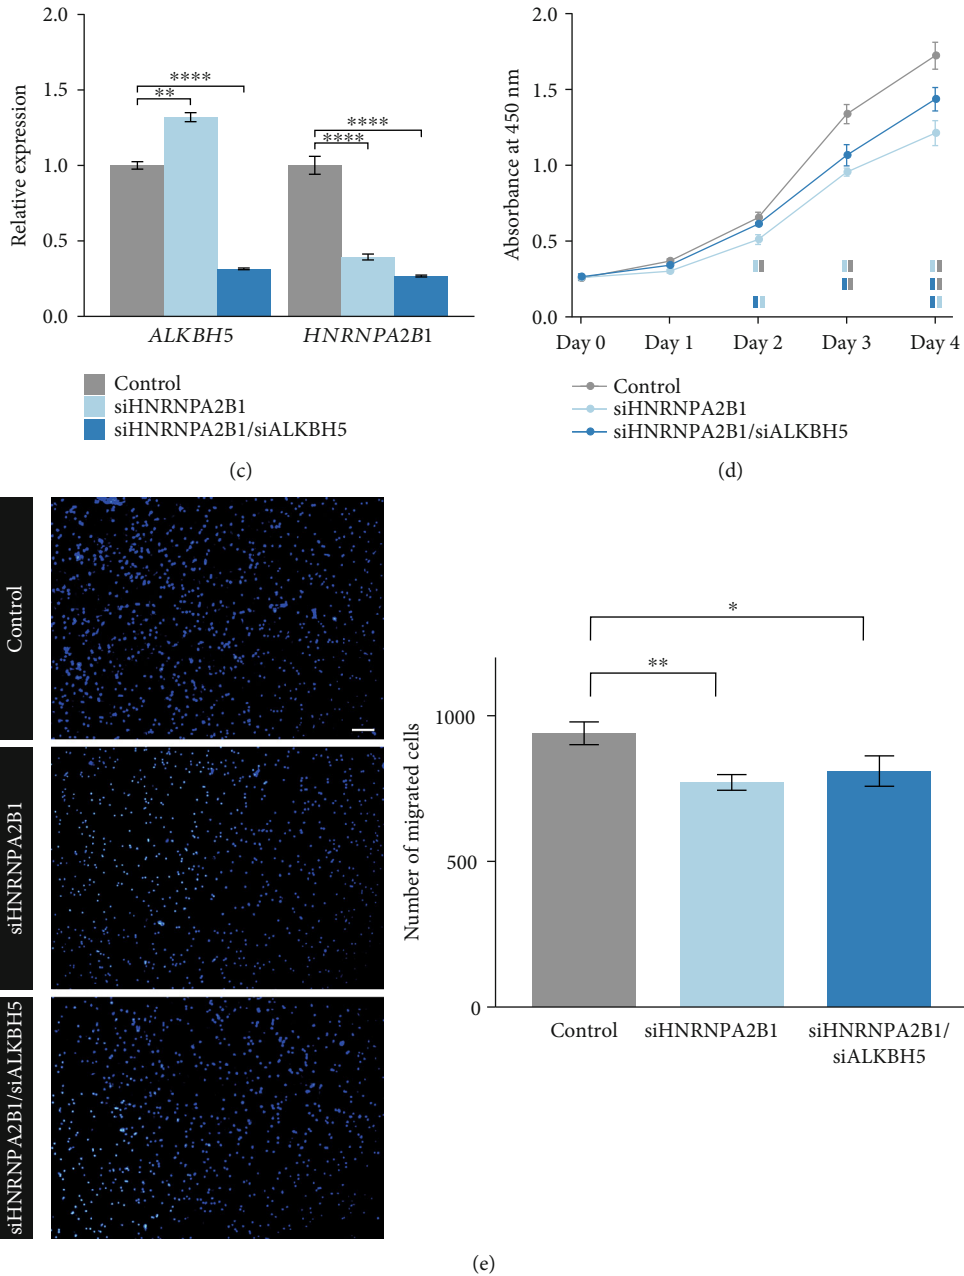 2.0
1.5
1.0
0.5
0.0
Relative expression
****
**
****
****
ALKBH5
HNRNPA2B1
Control
siHNRNPA2B1
siHNRNPA2B1/siALKBH5
(c)
2.0
1.5
1.0
0.5
0.0
Absorbance at 450 nm
Day 0
Day 1
Day 2
Day 3
Day 4
Control
siHNRNPA2B1
siHNRNPA2B1/siALKBH5
(d)
Control
siHNRNPA2B1
siHNRNPA2B1/siALKBH5
Number of migrated cells
1000
500
0
*
**
Control
siHNRNPA2B1
siHNRNPA2B1/
siALKBH5
(e)